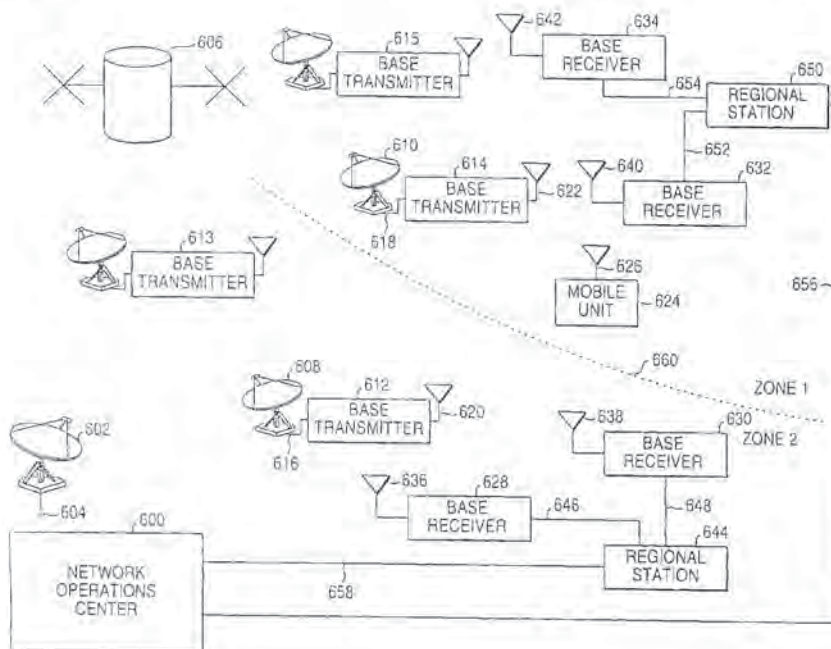 606
615
BASE
TRANSMITTER
642
634
BASE
RECEIVER
654
650
REGIONAL
STATION
610
614
BASE
TRANSMITTER
618
622
640
652
632
BASE
RECEIVER
613
BASE
TRANSMITTER
626
MOBILE
UNIT
624
656
660
ZONE 1
ZONE 2
608
612
BASE
TRANSMITTER
616
620
638
630
BASE
RECEIVER
602
604
600
NETWORK
OPERATIONS
CENTER
636
628
BASE
RECEIVER
646
648
644
REGIONAL
STATION
658